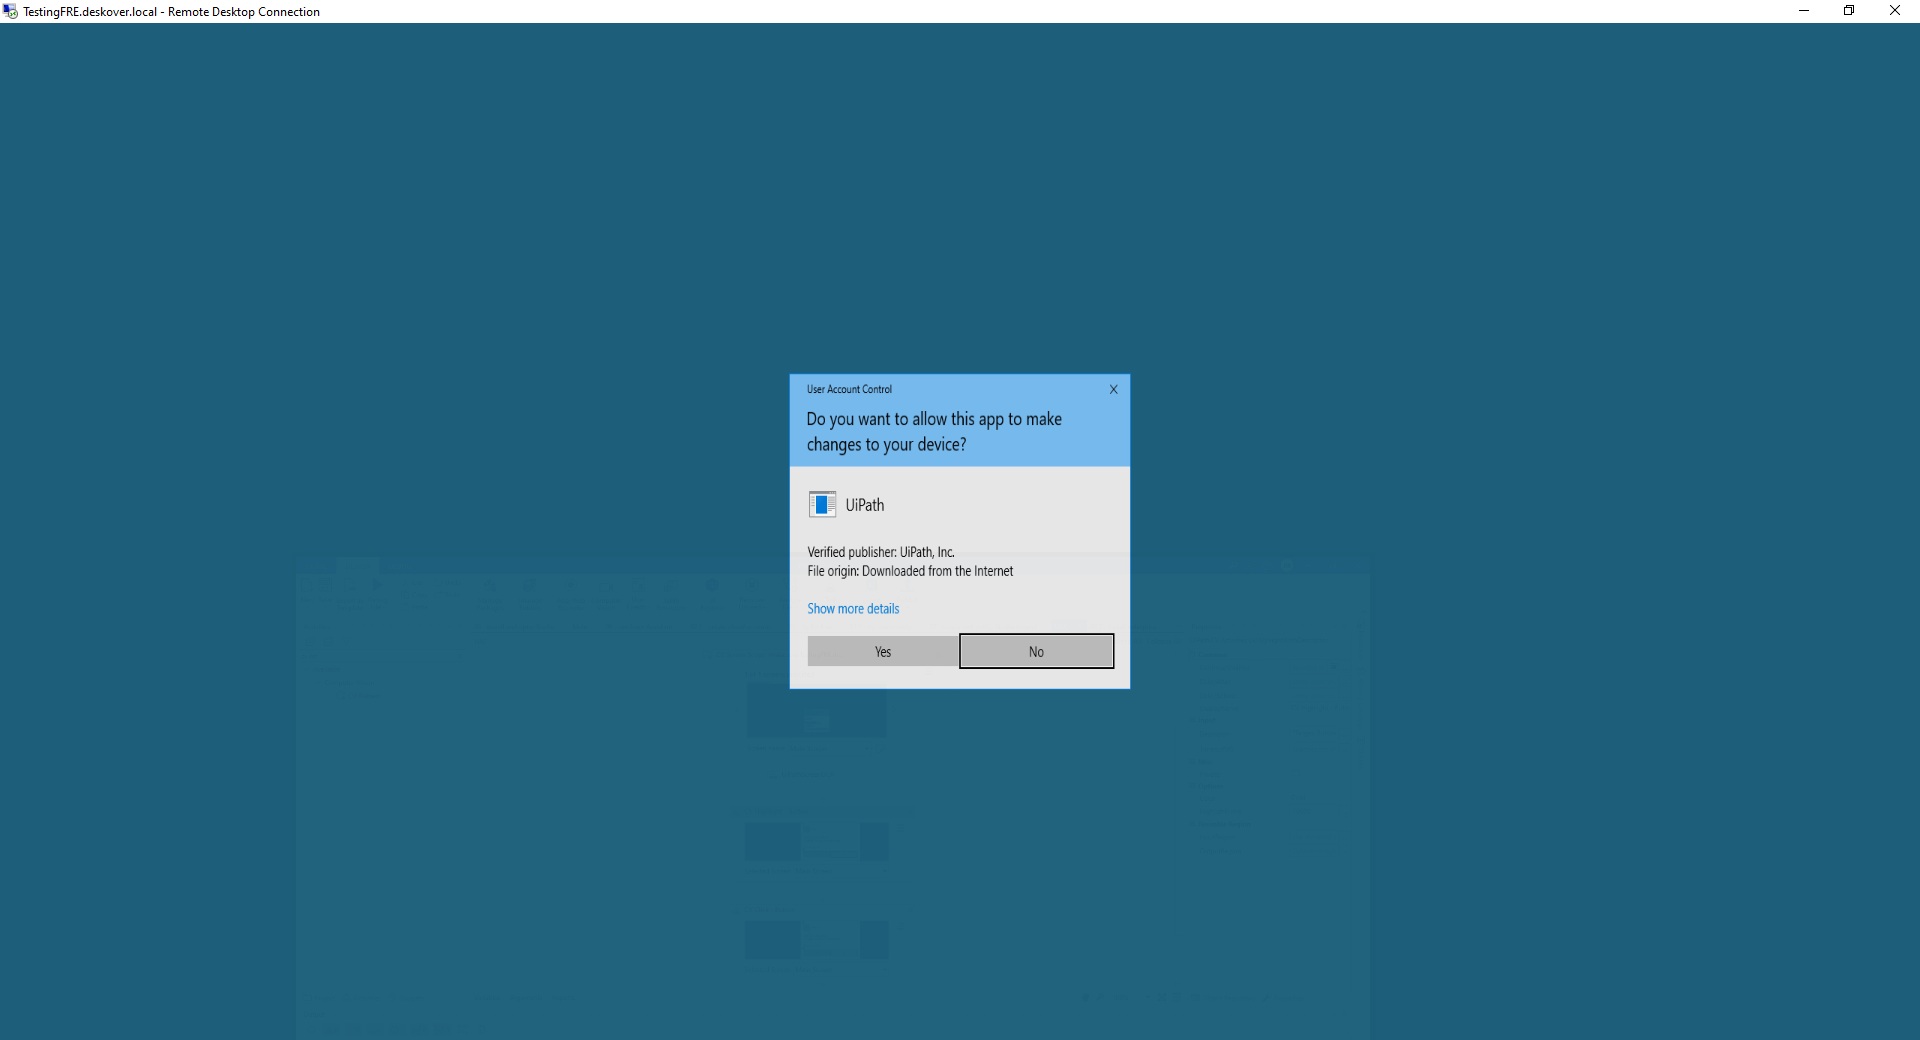 TestingFRE.deskover.local - Remote Desktop Connection
User Account Control
Do you want to allow this app to make
changes to your device?
UiPath
Verified publisher: UiPath, Inc.
File origin: Downloaded from the Internet
Show more details
Yes
No